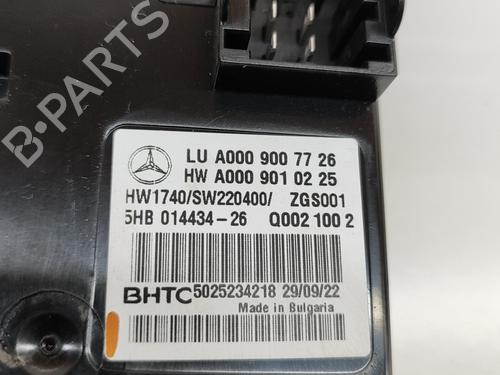 LU A000 900 77 26
HW A000 901 02 25
HW1740/SW220400/ ZGS001
5HB 014434-26 Q002 100 2
BHTC 5025234218 29/09/22
Made in Bulgaria
B-PARTS